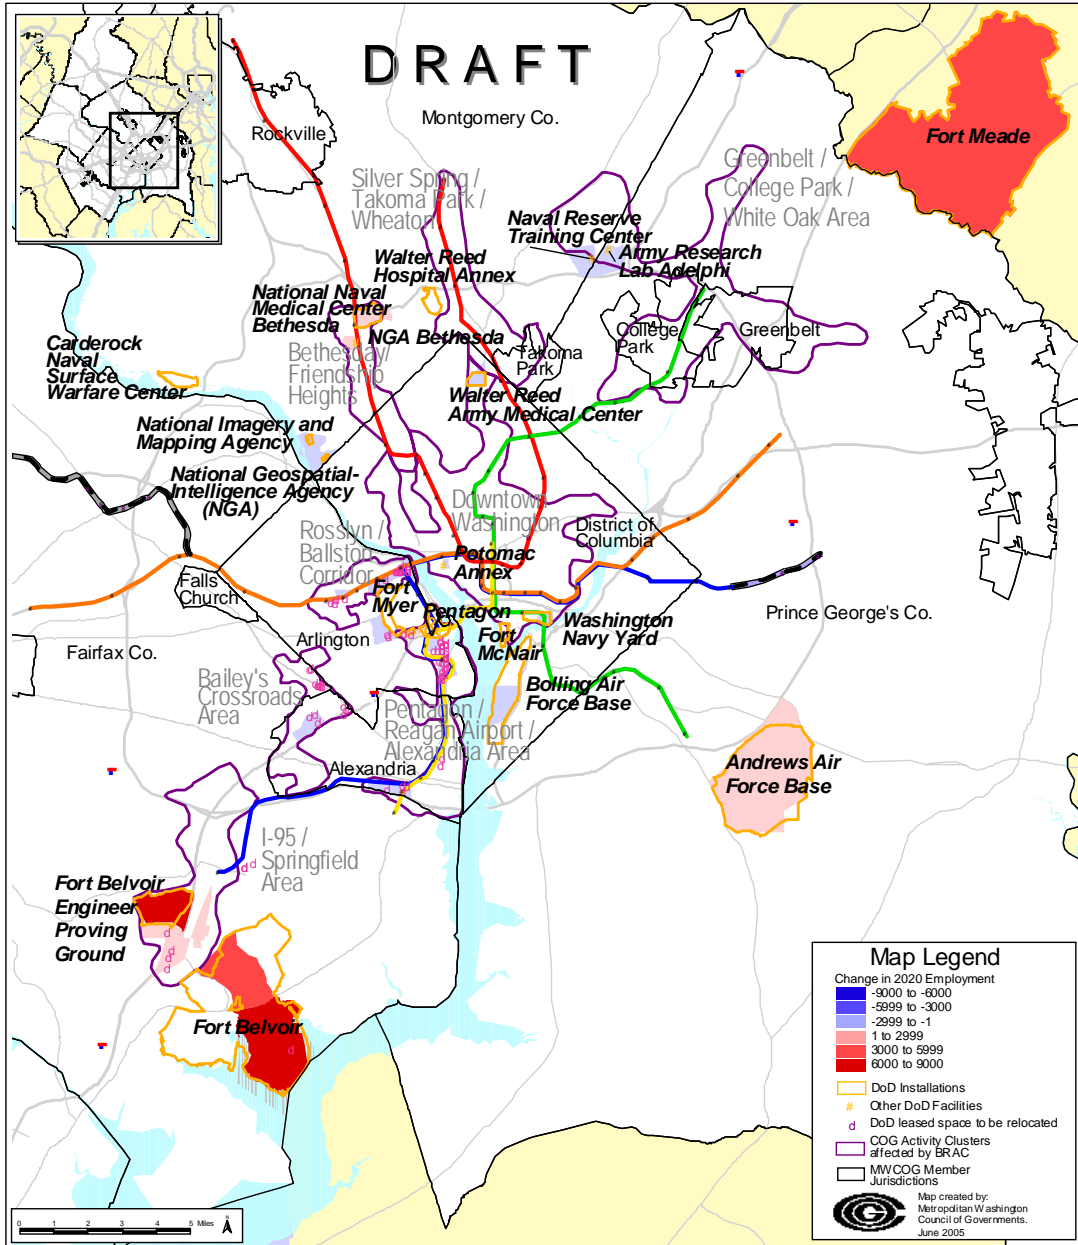 DRAFT
Montgomery Co.
Rockville
Fort Meade
Silver Spring /
Takoma Park /
Wheaton
Greenbelt /
College Park /
White Oak Area
Naval Reserve
Training Center
Army Research
Lab Adelphi
Walter Reed
Hospital Annex
National Naval
Medical Center
Bethesda
NGA Bethesda
College
Park
Greenbelt
Takoma
Park
Bethesday/
Friendship
Heights
Carderock
Naval
Surface
Warfare Center
Walter Reed
Army Medical Center
National Imagery and
Mapping Agency
National Geospatial-
Intelligence Agency
(NGA)
Downtown
Washington
District of
Columbia
Rosslyn /
Ballston
Corridor
Potomac
Annex
Falls
Church
Fort
Myer
Pentagon
Fort
McNair
Washington
Navy Yard
Prince George's Co.
Arlington
Fairfax Co.
Bailey's
Crossroads
Area
Bolling Air
Force Base
Pentagon /
Reagan Airport /
Alexandria Area
Alexandria
Andrews Air
Force Base
I-95 /
Springfield
Area
Fort Belvoir
Engineer
Proving
Ground
Fort Belvoir
Map Legend
Change in 2020 Employment
-9000 to -6000
-5999 to -3000
-2999 to -1
1 to 2999
3000 to 5999
6000 to 9000
DoD Installations
# Other DoD Facilities
d DoD leased space to be relocated
COG Activity Clusters
affected by BRAC
MWCOG Member
Jurisdictions
Map created by:
Metropolitan Washington
Council of Governments.
June 2005
0 1 2 3 4 5 Miles
N